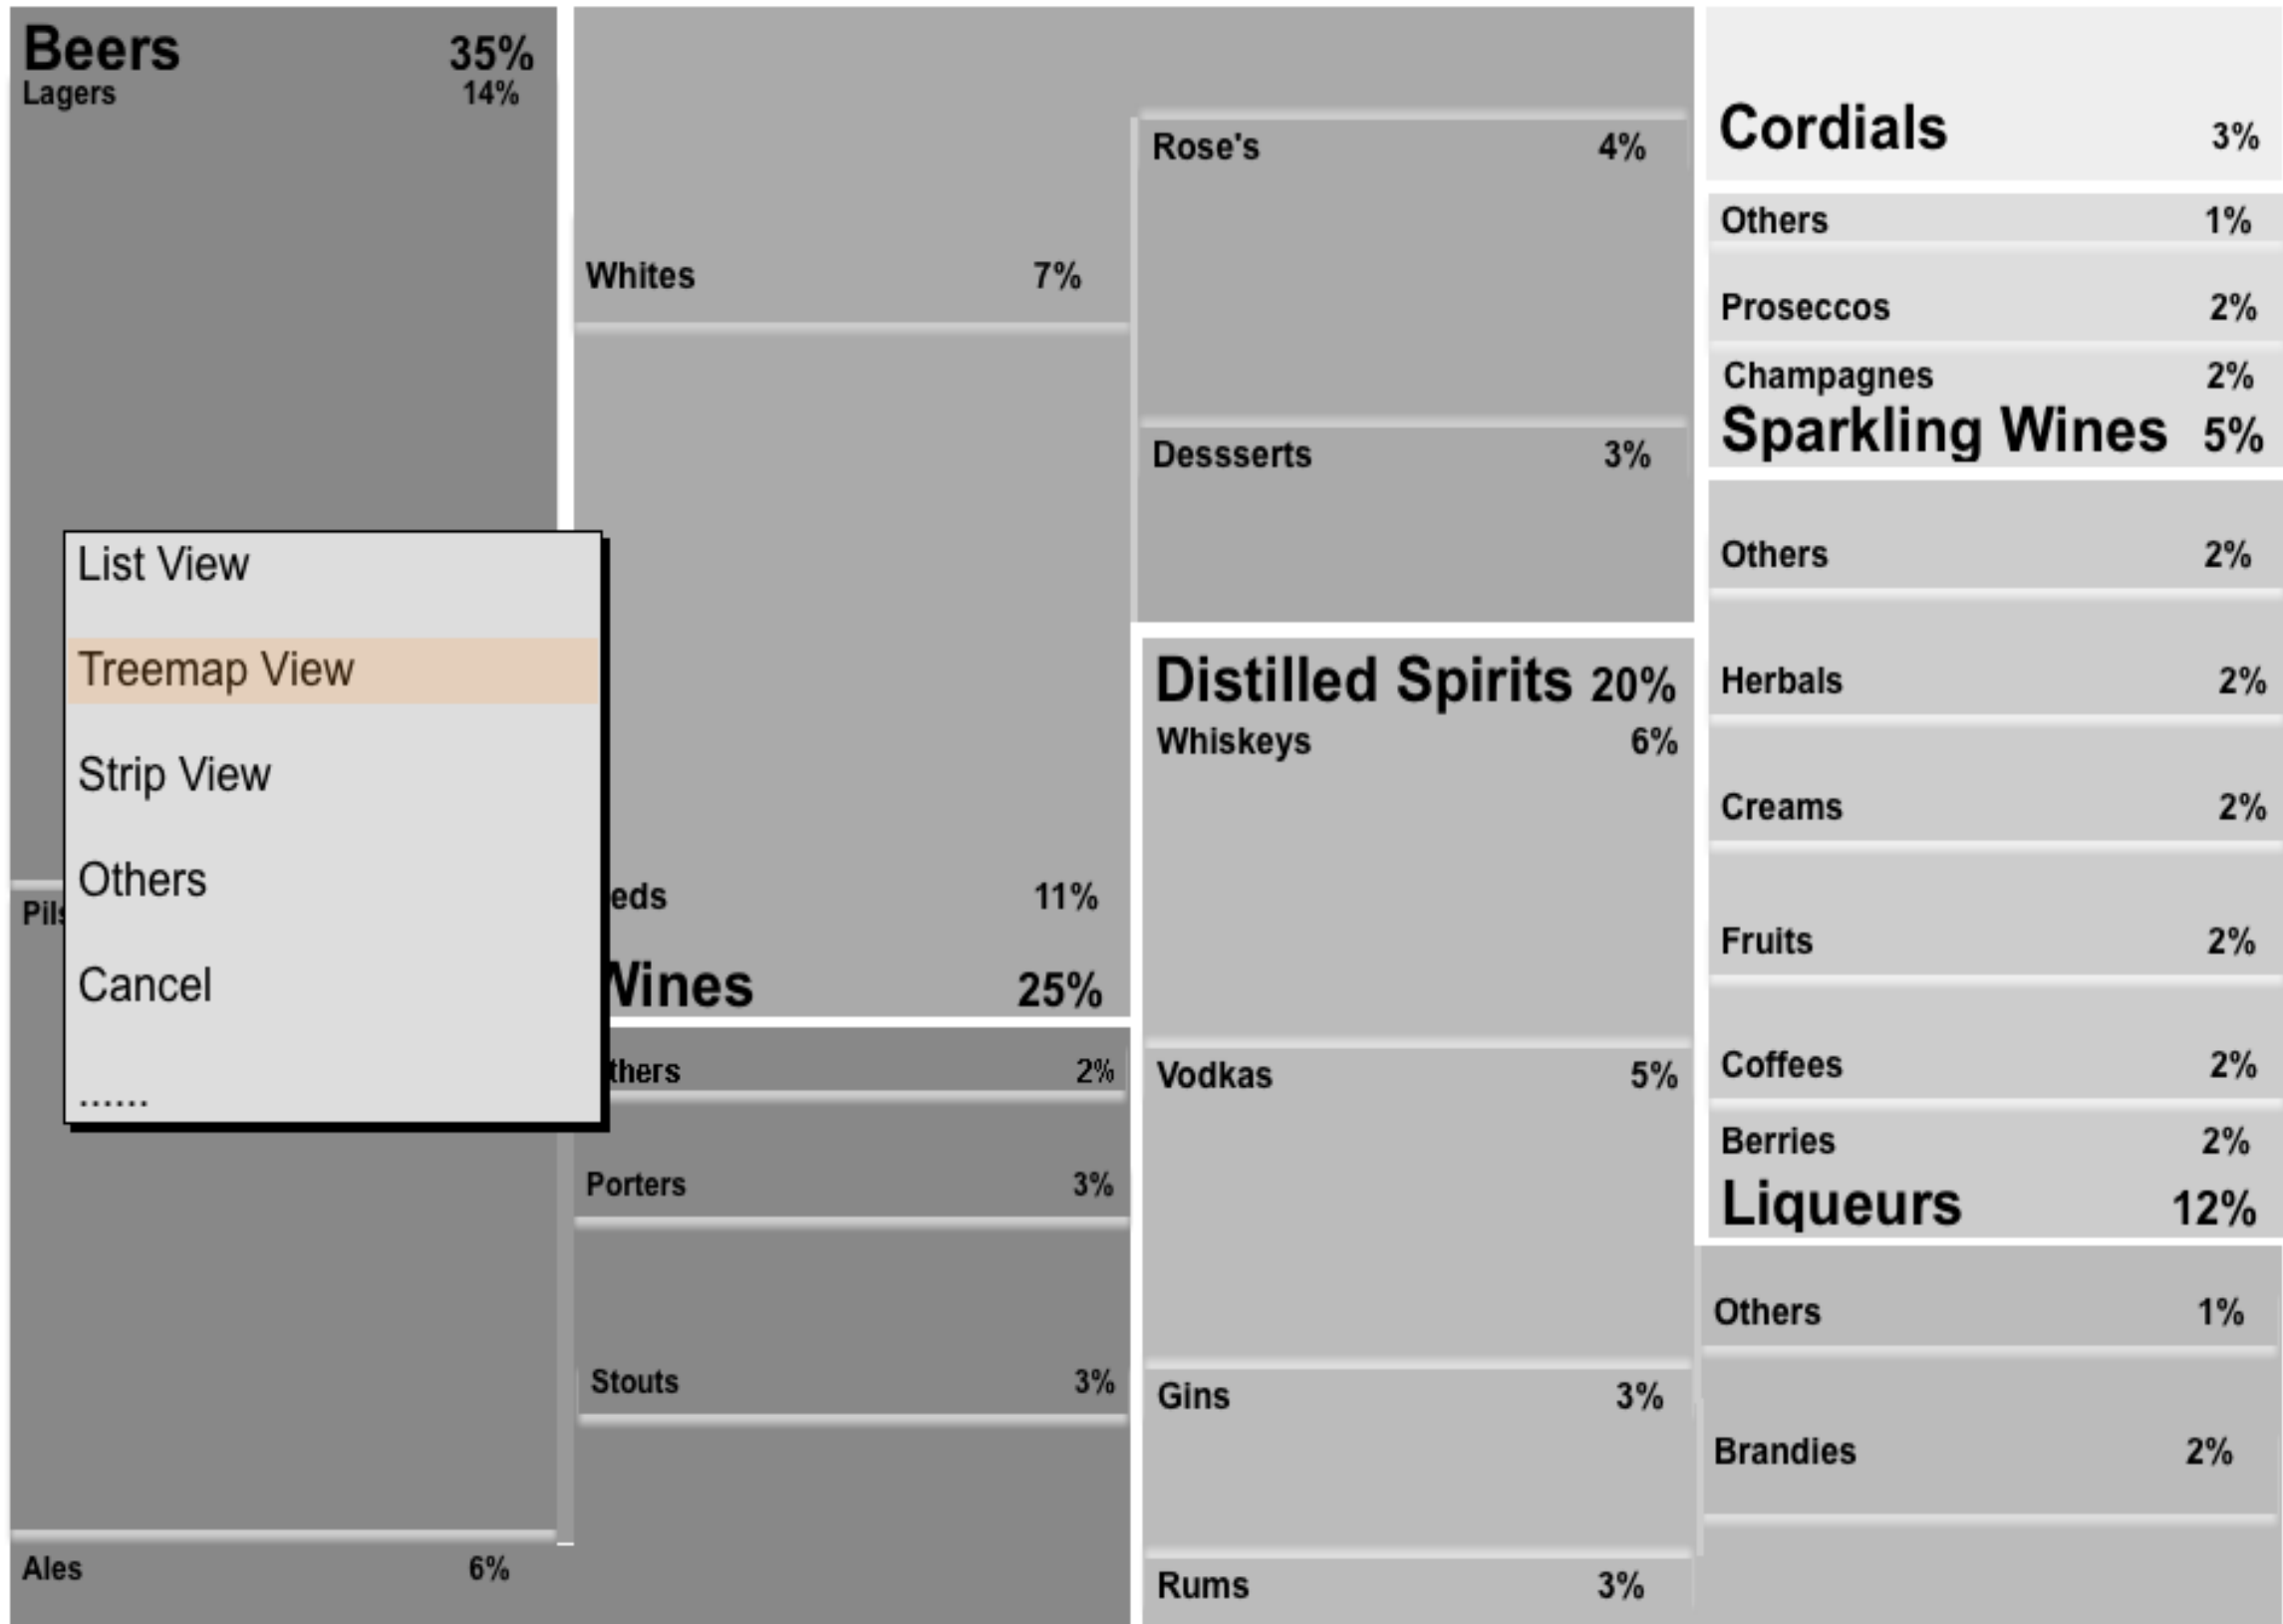 Beers 35%
Lagers 14%
Ales 6%
List View
Treemap View
Strip View
Others
Cancel
......
Whites 7%
11%
25%
2%
Porters 3%
Stouts 3%
Rose's 4%
Dessserts 3%
Distilled Spirits 20%
Whiskeys 6%
Vodkas 5%
Gins 3%
Rums 3%
Cordials 3%
Others 1%
Proseccos 2%
Champagnes 2%
Sparkling Wines 5%
Others 2%
Herbals 2%
Creams 2%
Fruits 2%
Coffees 2%
Berries 2%
Liqueurs 12%
Others 1%
Brandies 2%